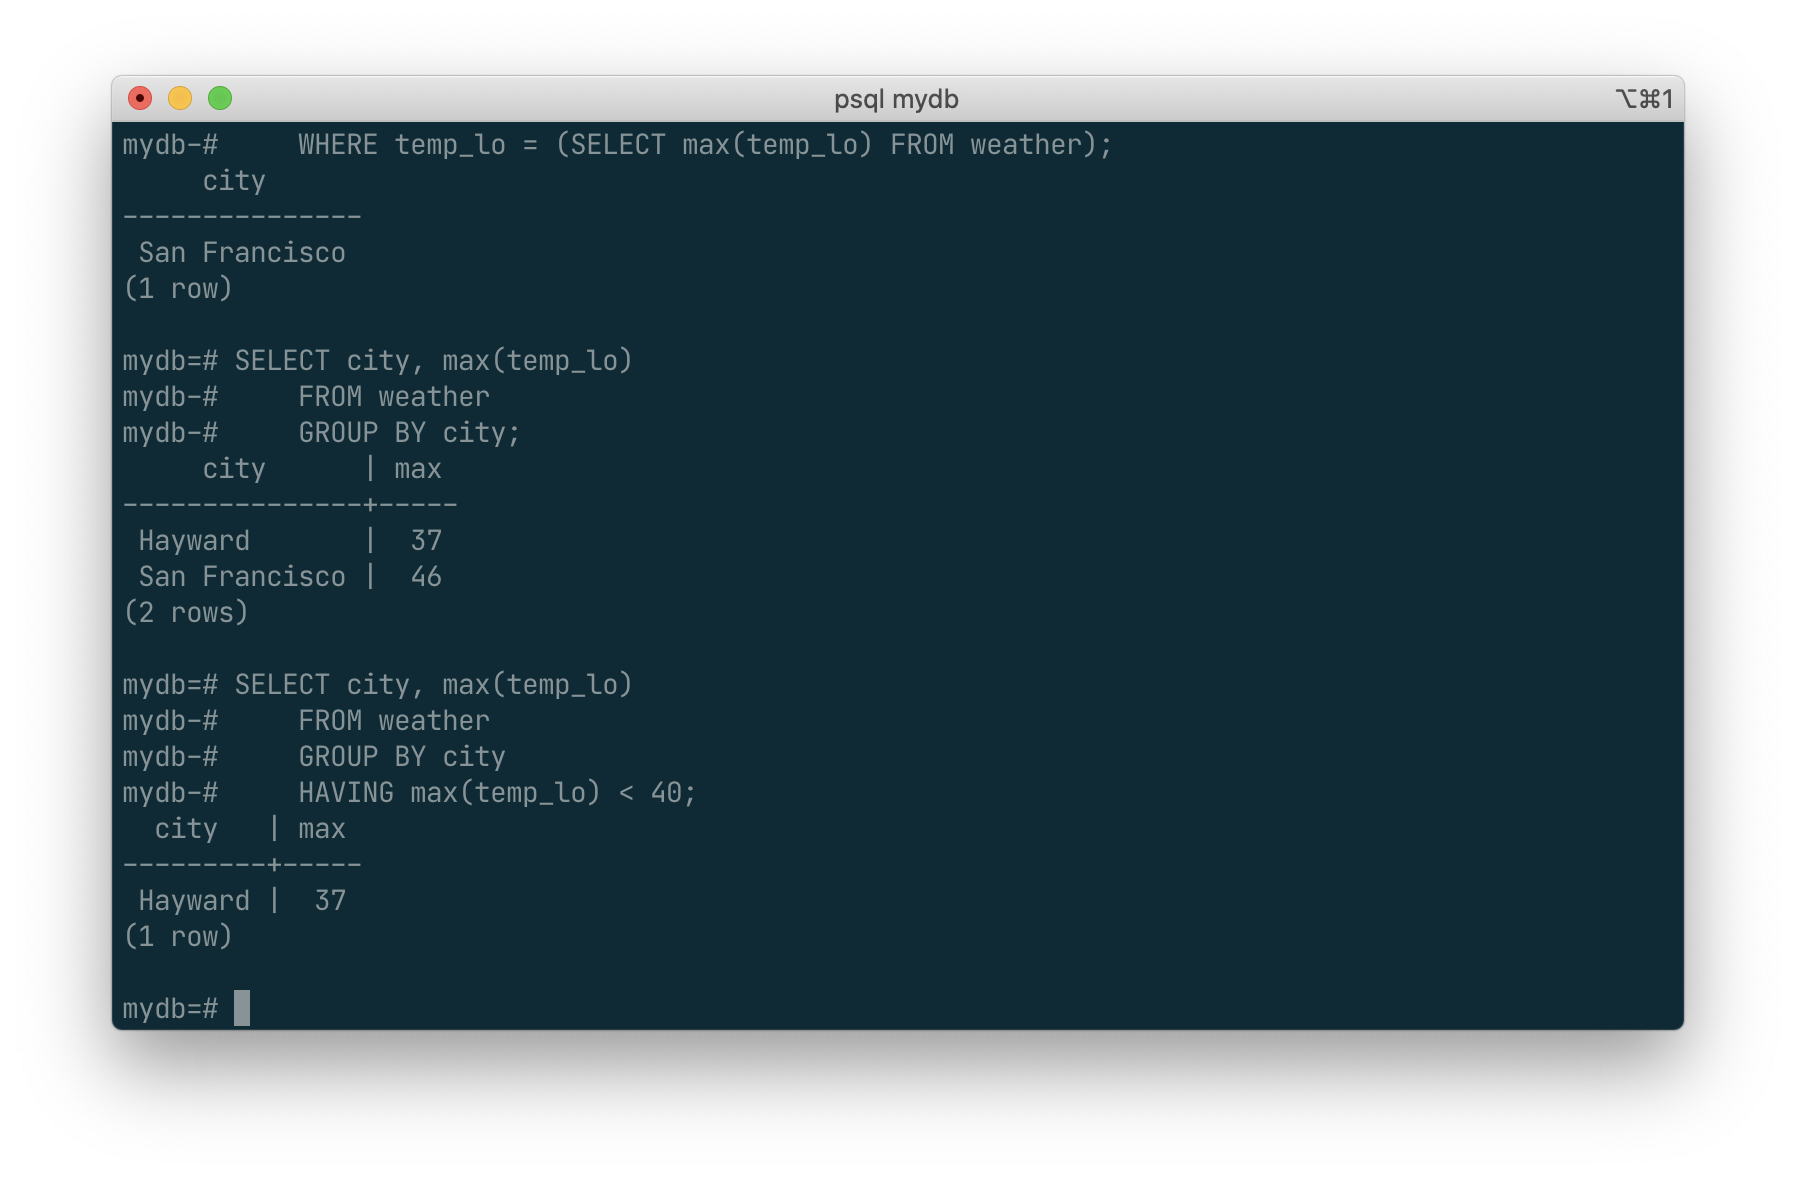 psql mydb
⌥⌘1
mydb-#     WHERE temp_lo = (SELECT max(temp_lo) FROM weather);
     city
---------------
 San Francisco
(1 row)

mydb=# SELECT city, max(temp_lo)
mydb-#     FROM weather
mydb-#     GROUP BY city;
     city      | max
---------------+-----
 Hayward       |  37
 San Francisco |  46
(2 rows)

mydb=# SELECT city, max(temp_lo)
mydb-#     FROM weather
mydb-#     GROUP BY city
mydb-#     HAVING max(temp_lo) < 40;
  city   | max
---------+-----
 Hayward |  37
(1 row)

mydb=#